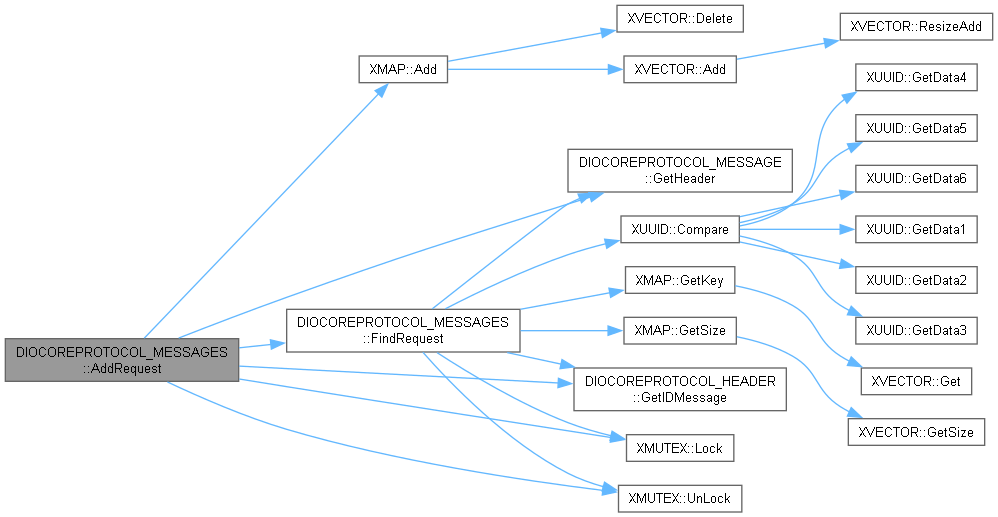 DIOCOREPROTOCOL_MESSAGES
::AddRequest
XMAP::Add
XVECTOR::Delete
XVECTOR::Add
XVECTOR::ResizeAdd
DIOCOREPROTOCOL_MESSAGE
::GetHeader
DIOCOREPROTOCOL_MESSAGES
::FindRequest
XUUID::Compare
XUUID::GetData4
XUUID::GetData5
XUUID::GetData6
XUUID::GetData1
XUUID::GetData2
XUUID::GetData3
XMAP::GetKey
XVECTOR::Get
XMAP::GetSize
XVECTOR::GetSize
DIOCOREPROTOCOL_HEADER
::GetIDMessage
XMUTEX::Lock
XMUTEX::UnLock